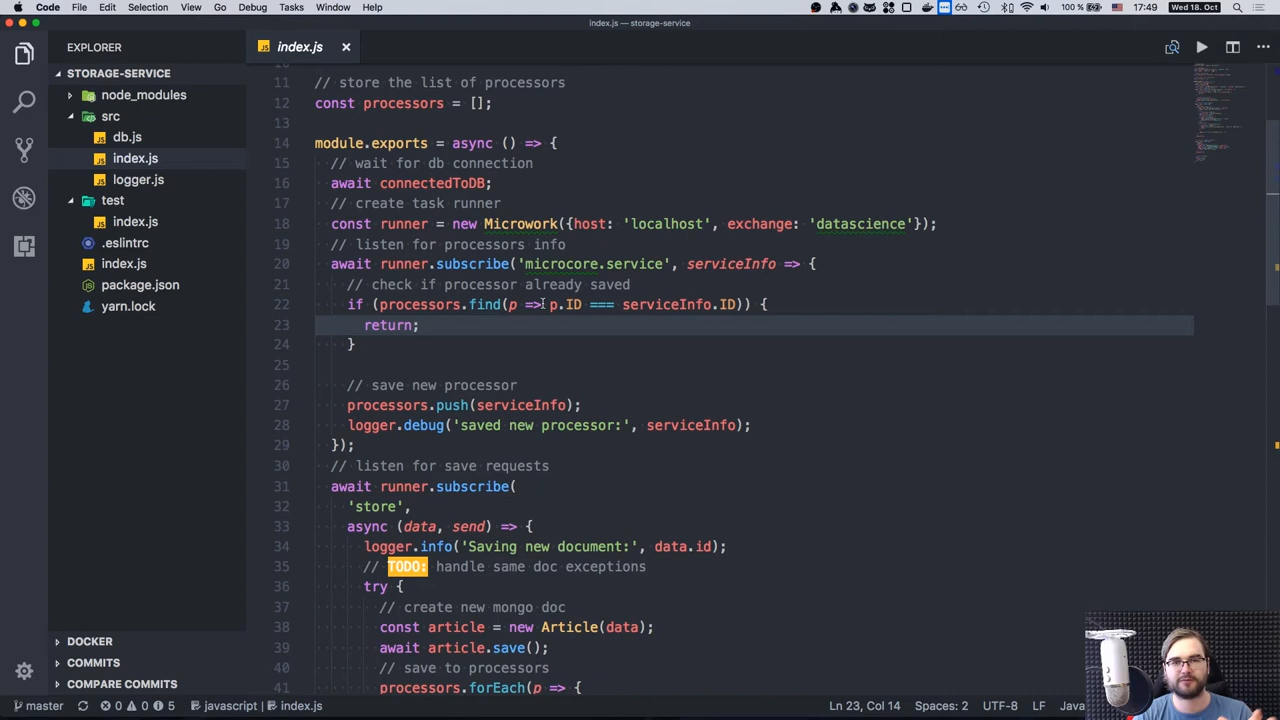 Code File Edit Selection View Go Debug Tasks Window Help 100 % 17:49 Wed 18. Oct
index.js — storage-service
EXPLORER
index.js
STORAGE-SERVICE
node_modules
src
db.js
index.js
logger.js
test
index.js
.eslintrc
index.js
package.json
yarn.lock
DOCKER
COMMITS
COMPARE COMMITS
11 // store the list of processors
12 const processors = [];
13
14 module.exports = async () => {
15 // wait for db connection
16 await connectedToDB;
17 // create task runner
18 const runner = new Microwork({host: 'localhost', exchange: 'datascience'});
19 // listen for processors info
20 await runner.subscribe('microcore.service', serviceInfo => {
21 // check if processor already saved
22 if (processors.find(p => p.ID === serviceInfo.ID)) {
23 return;
24 }
25
26 // save new processor
27 processors.push(serviceInfo);
28 logger.debug('saved new processor:', serviceInfo);
29 });
30 // listen for save requests
31 await runner.subscribe(
32 'store',
33 async (data, send) => {
34 logger.info('Saving new document:', data.id);
35 // TODO: handle same doc exceptions
36 try {
37 // create new mongo doc
38 const article = new Article(data);
39 await article.save();
40 // save to processors
41 processors.forEach(p => {
master 0 0 5 javascript index.js Ln 23, Col 14 Spaces: 2 UTF-8 LF